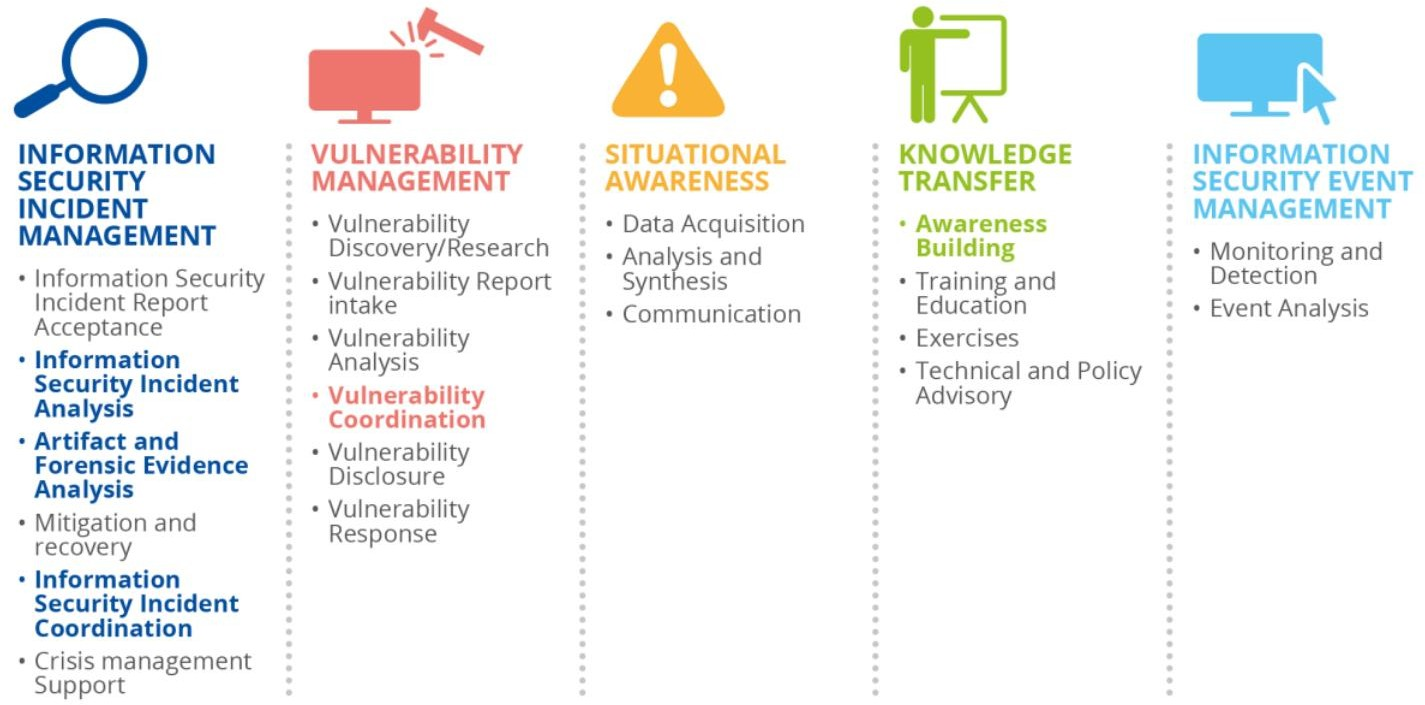 INFORMATION
SECURITY
INCIDENT
MANAGEMENT
• Information Security
Incident Report
Acceptance
• Information
Security Incident
Analysis
• Artifact and
Forensic Evidence
Analysis
• Mitigation and
recovery
• Information
Security Incident
Coordination
• Crisis management
Support
VULNERABILITY
MANAGEMENT
• Vulnerability
Discovery/Research
• Vulnerability Report
intake
• Vulnerability
Analysis
• Vulnerability
Coordination
• Vulnerability
Disclosure
• Vulnerability
Response
SITUATIONAL
AWARENESS
• Data Acquisition
• Analysis and
Synthesis
• Communication
KNOWLEDGE
TRANSFER
• Awareness
Building
• Training and
Education
• Exercises
• Technical and Policy
Advisory
INFORMATION
SECURITY EVENT
MANAGEMENT
• Monitoring and
Detection
• Event Analysis